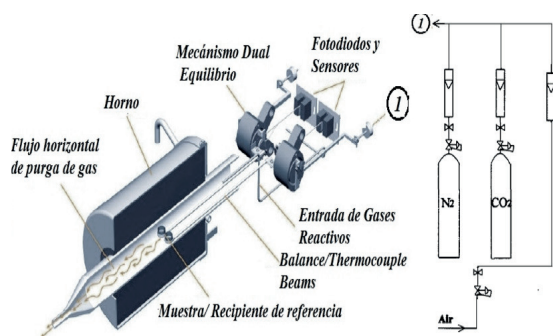 Mecánismo Dual
Equilibrio
Fotodiodos y
Sensores
Horno
1
Flujo horizontal
de purga de gas
Entrada de Gases
Reactivos
Balance/Thermocouple
Beams
Muestra/ Recipiente de referencia
1
N2
CO2
Air